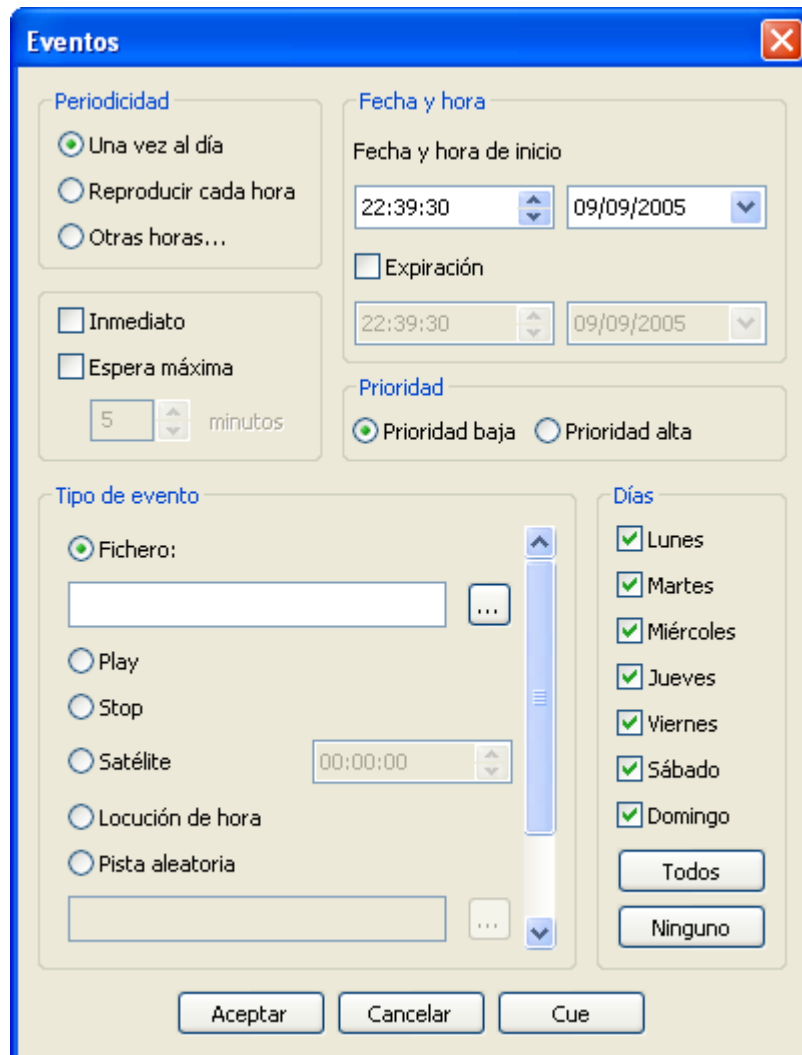 Eventos
Periodicidad
Una vez al día
Reproducir cada hora
Otras horas...
Fecha y hora
Fecha y hora de inicio
22:39:30 09/09/2005
Expiración
22:39:30 09/09/2005
Inmediato
Espera máxima
5 minutos
Prioridad
Prioridad baja Prioridad alta
Tipo de evento
Fichero:
...
Play
Stop
Satélite 00:00:00
Locución de hora
Pista aleatoria
...
Días
Lunes
Martes
Miércoles
Jueves
Viernes
Sábado
Domingo
Todos
Ninguno
Aceptar Cancelar Cue